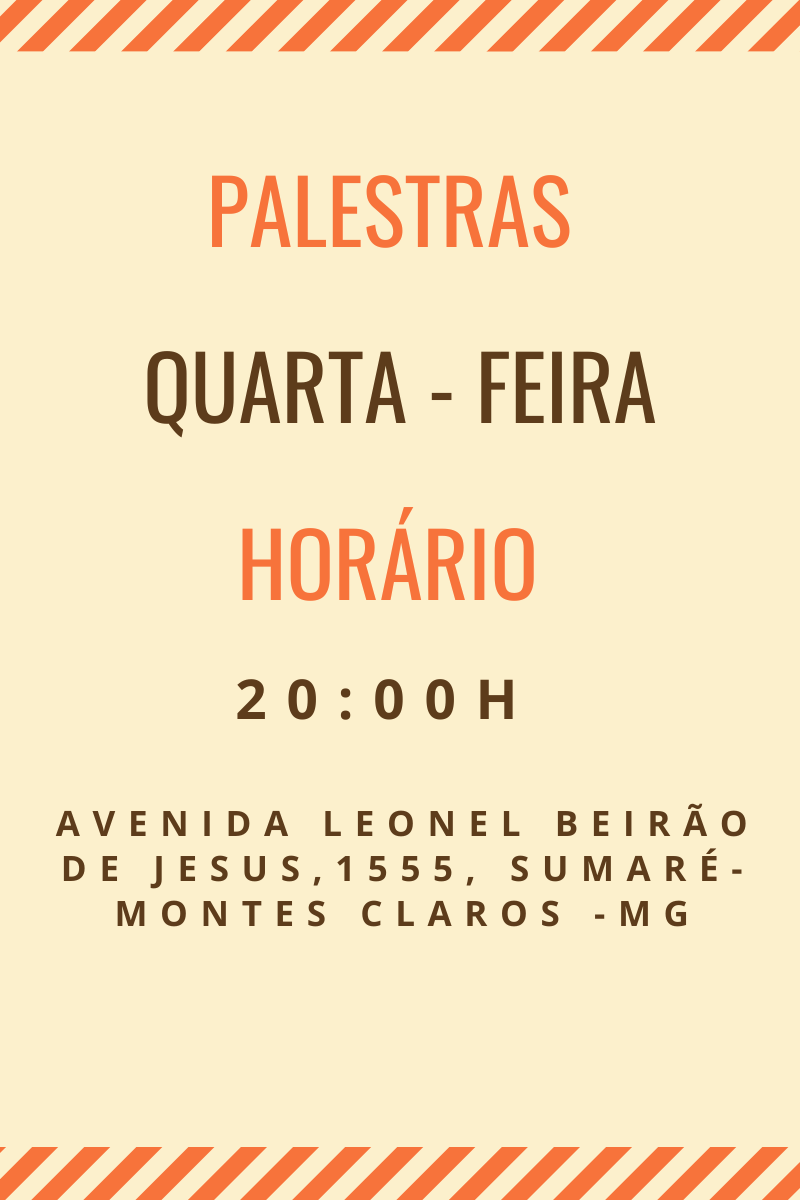 PALESTRAS
QUARTA - FEIRA
HORÁRIO
20:00H
AVENIDA LEONEL BEIRÃO
DE JESUS,1555, SUMARÉ-
MONTES CLAROS -MG